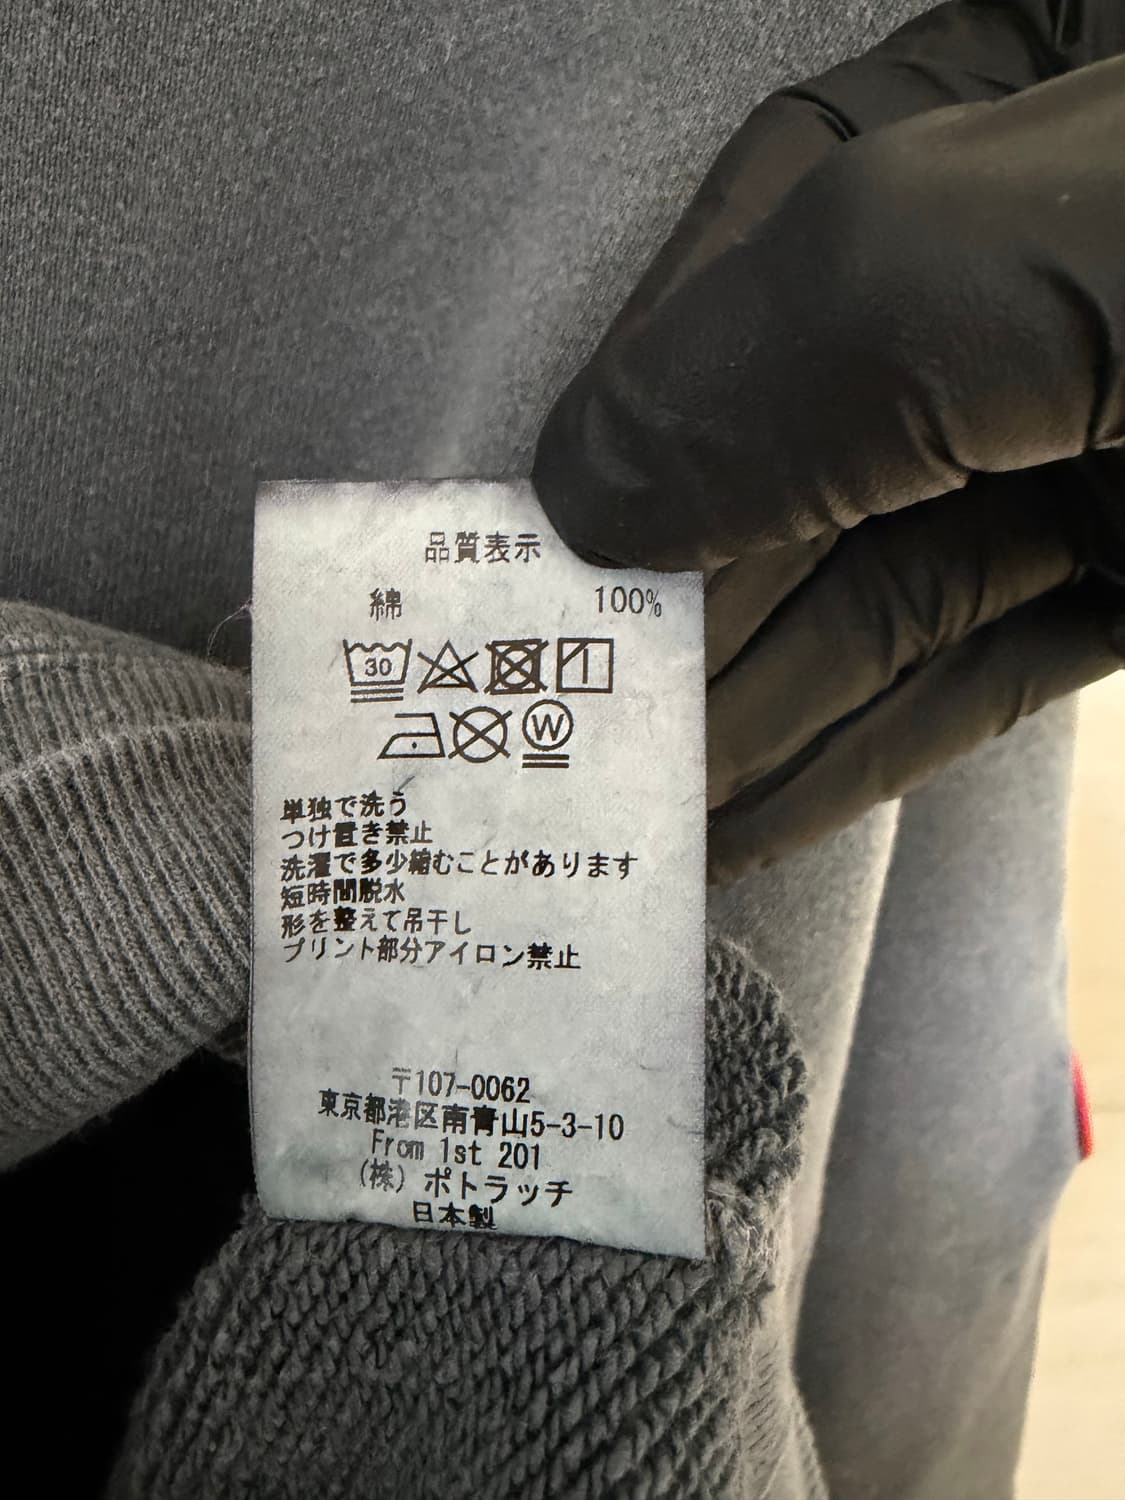 品質表示
綿 100%
30
W
単独で洗う
つけ置き禁止
洗濯で多少縮むことがあります
短時間脱水
形を整えて吊干し
プリント部分アイロン禁止
〒107-0062
東京都港区南青山5-3-10
From 1st 201
(株) ポトラッチ
日本製